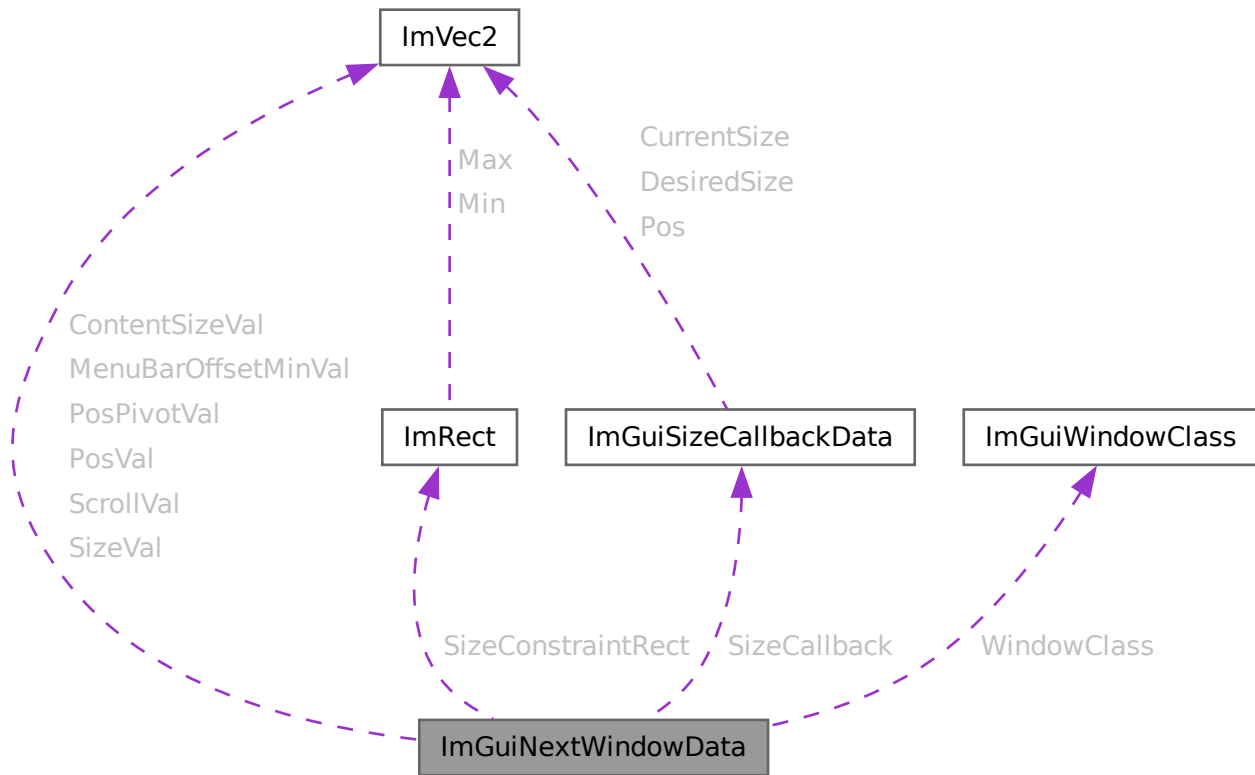 ImVec2
CurrentSize
DesiredSize
Pos
Max
Min
ContentSizeVal
MenuBarOffsetMinVal
PosPivotVal
PosVal
ScrollVal
SizeVal
ImRect
ImGuiSizeCallbackData
ImGuiWindowClass
SizeConstraintRect
SizeCallback
WindowClass
ImGuiNextWindowData